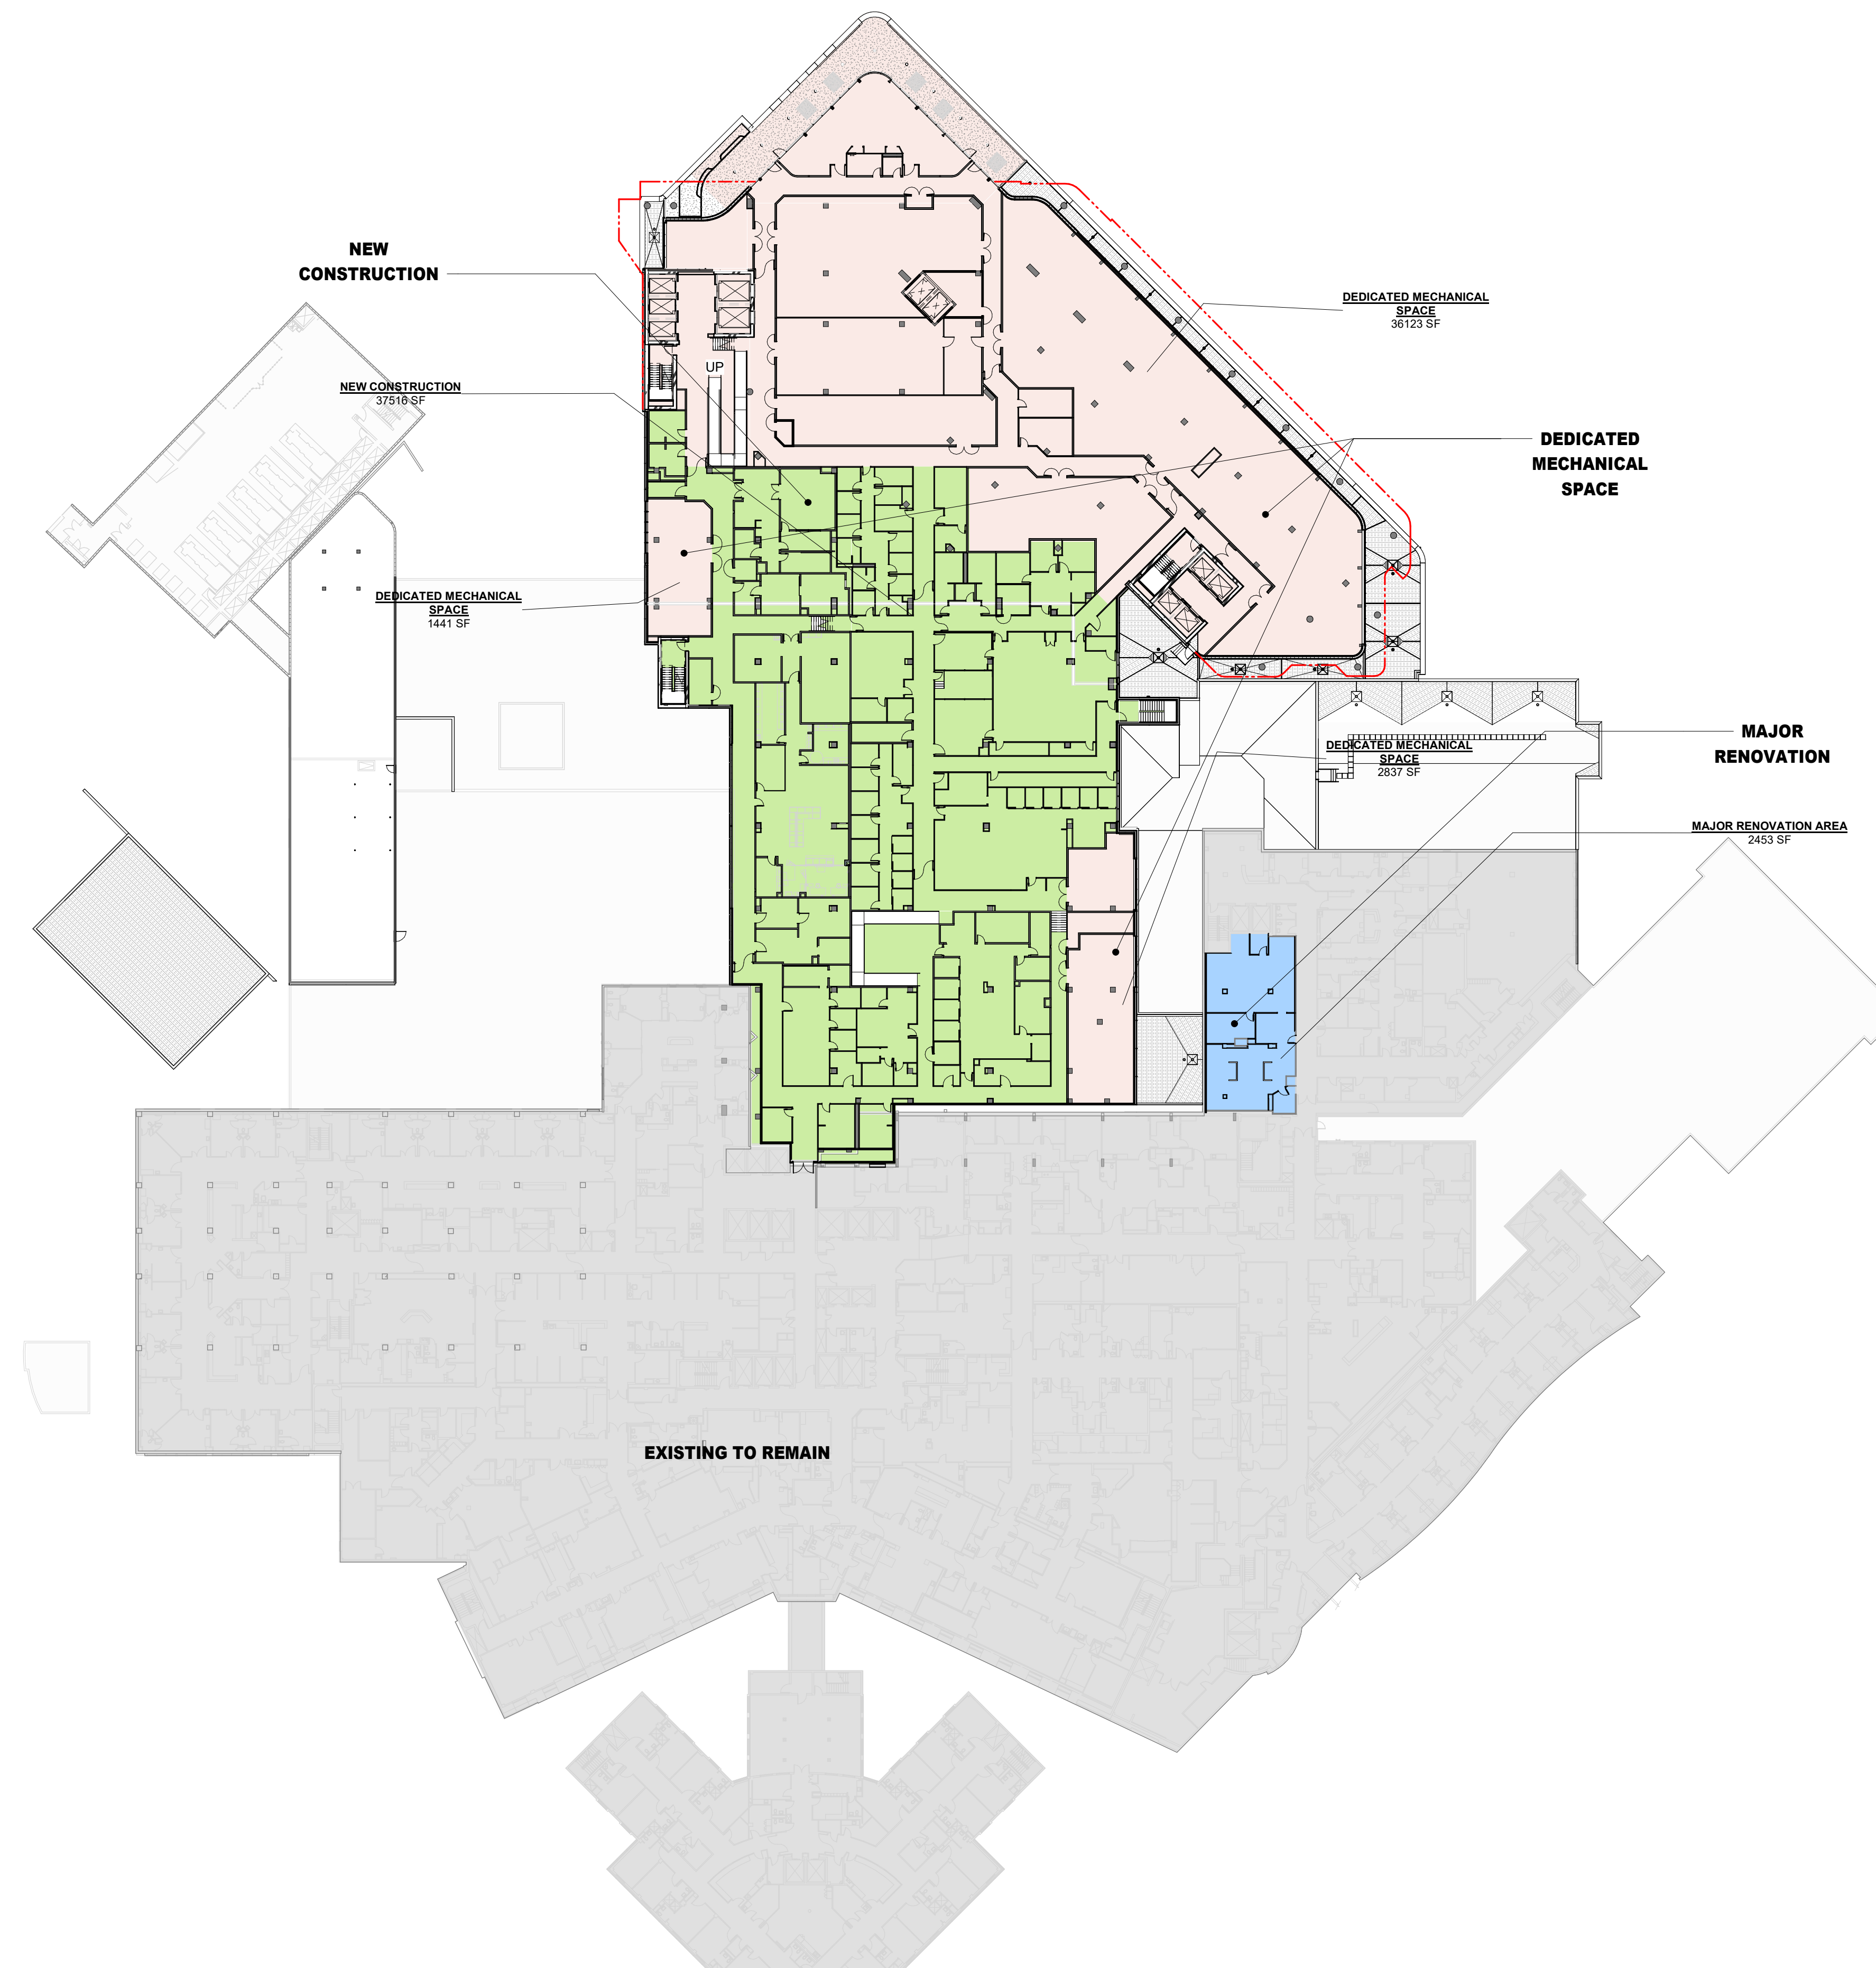 NEW
CONSTRUCTION
DEDICATED MECHANICAL
SPACE
36123 SF
UP
NEW CONSTRUCTION
37516 SF
DEDICATED
MECHANICAL
SPACE
DEDICATED MECHANICAL
SPACE
1441 SF
MAJOR
RENOVATION
DEDICATED MECHANICAL
SPACE
2837 SF
MAJOR RENOVATION AREA
2453 SF
EXISTING TO REMAIN